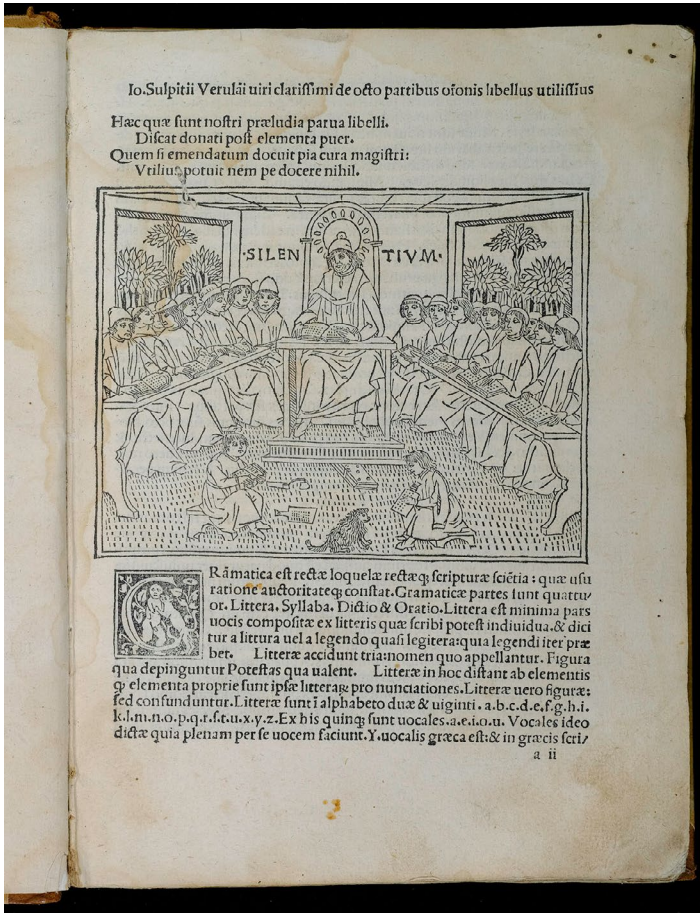 Io.Sulpitii Verulãi uiri clarissimi de octo partibus oĩonis libellus utilissius
Hæc quæ sunt nostri præludia parua libelli.
Discat donati post elementa puer.
Quem si emendatum docuit pia cura magistri:
Vtilius potuit nem pe docere nihil.
·SILEN TIVM·
GRãmatica est rectæ loquelæ rectæq; scripturæ sciẽtia : quæ usu
ratione auctoritateq; constat.Gramaticæ partes sunt quattu/
or.Littera. Syllaba. Dictio & Oratio.Littera est minima pars
uocis compositæ ex litteris quæ scribi potest indiuidua.& dici
tur a littura uel a legendo quasi legitera:quia legendi iter præ
bet. Litteræ accidunt tria:nomen quo appellantur. Figura
qua depinguntur Potestas qua ualent. Litteræ in hoc distant ab elementis
ꝙ elementa proprie sunt ipsæ litteraꝝ pro nunciationes.Litteræ uero figuræ:
sed confunduntur.Litteræ sunt ĩ alphabeto duæ & uiginti. a.b.c.d.e.f.g.h.i.
k.l.m.n.o.p.q.r.s.t.u.x.y.z.Ex his quinq; sunt uocales.a.e.i.o.u. Vocales ideo
dictæ quia plenam per se uocem faciunt.Y.uocalis græca est:& in græcis scri/
a ii